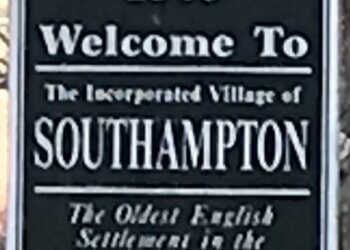 Welcome To
The Incorporated Village of
SOUTHAMPTON
The Oldest English
Settlement in the